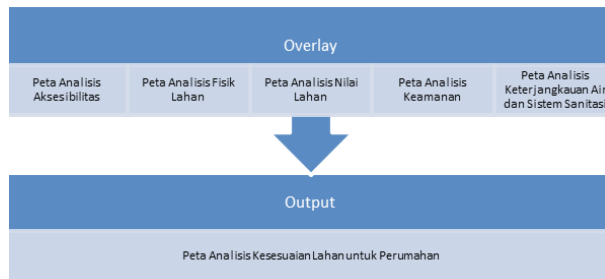 Overlay
Peta Analisis
Aksesibilitas
Peta Analisis Fisik
Lahan
Peta Analisis Nilai
Lahan
Peta Analisis
Keamanan
Peta Analisis
Keterjangkauan Air
dan Sistem Sanitasi
Output
Peta Analisis Kesesuaian Lahan untuk Perumahan